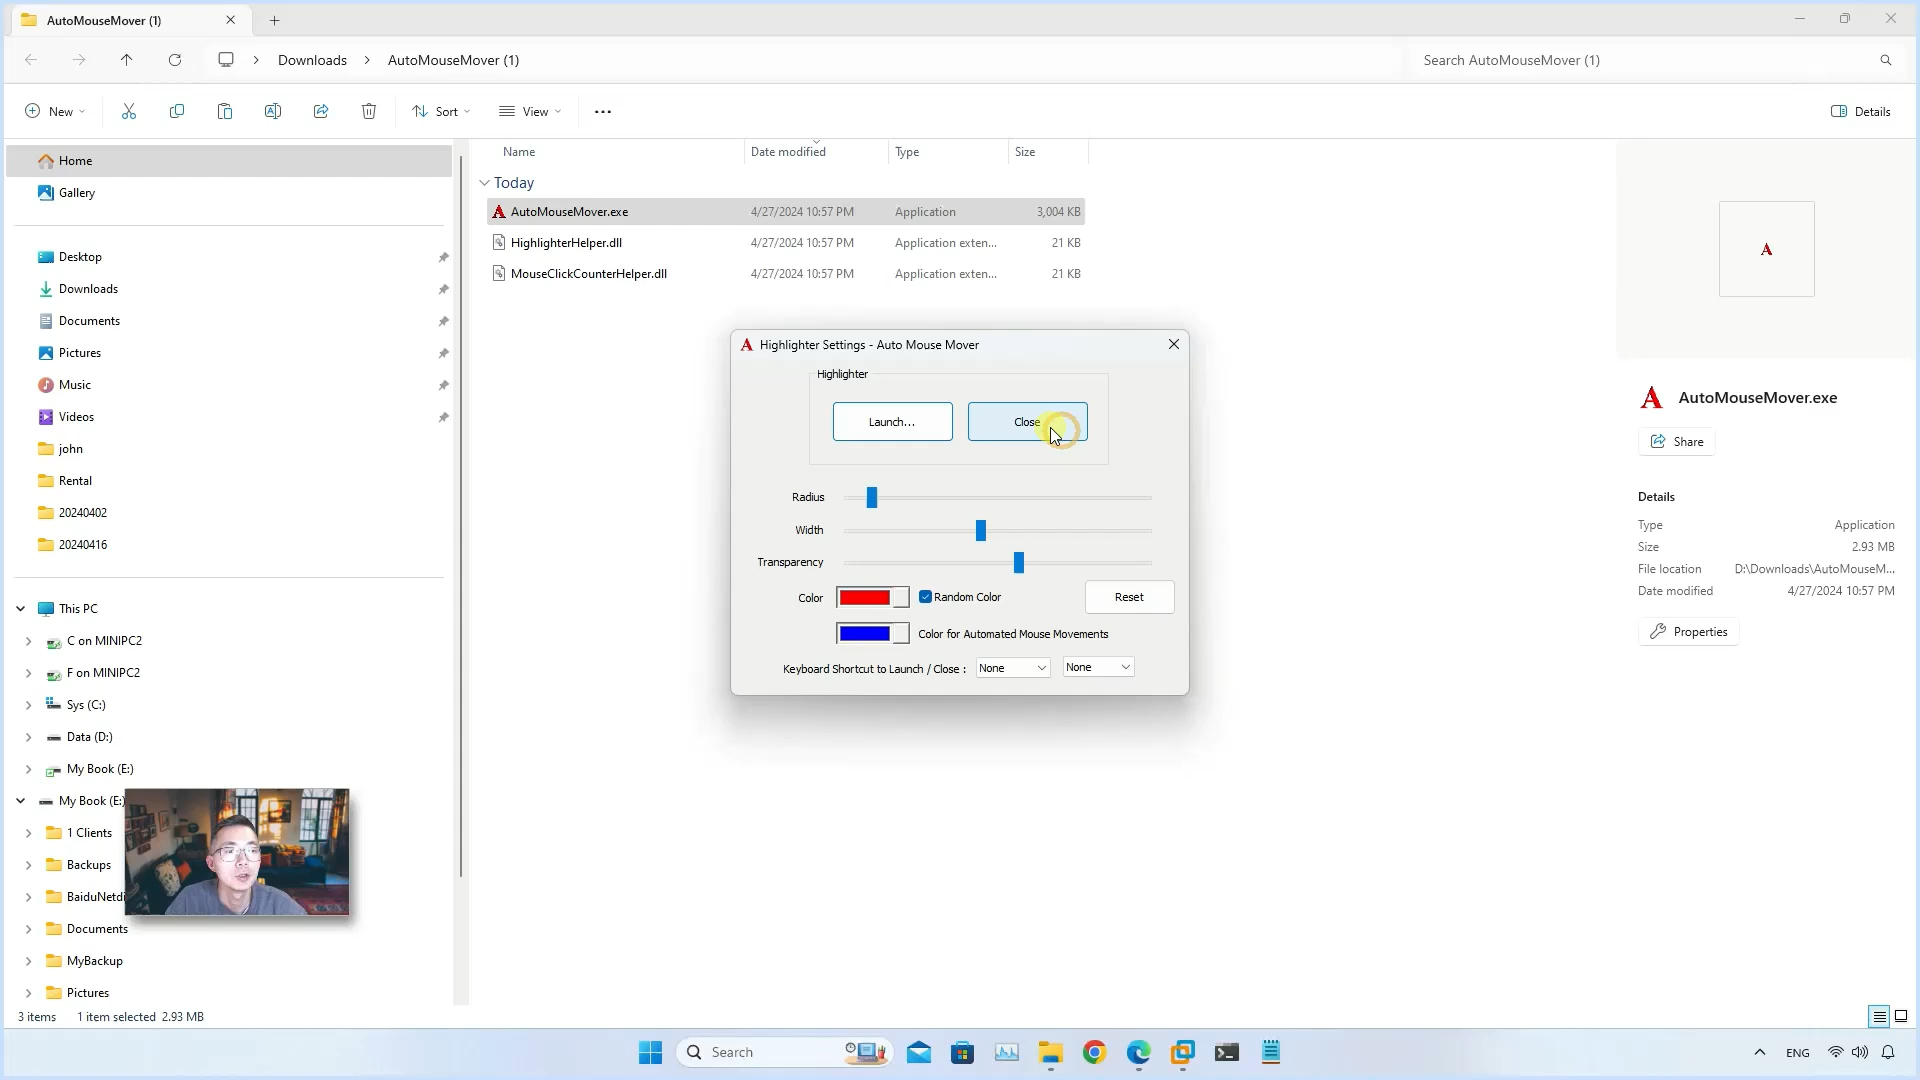 AutoMouseMover (1)
Downloads
AutoMouseMover (1)
Search AutoMouseMover (1)
New
Sort
View
Details
Home
Gallery
Desktop
Downloads
Documents
Pictures
Music
Videos
john
Rental
20240402
20240416
This PC
C on MINIPC2
F on MINIPC2
Sys (C:)
Data (D:)
My Book (E:)
My Book (E:)
1 Clients
Backups
BaiduNetdi
Documents
MyBackup
Pictures
Name Date modified Type Size
Today
AutoMouseMover.exe 4/27/2024 10:57 PM Application 3,004 KB
HighlighterHelper.dll 4/27/2024 10:57 PM Application exten... 21 KB
MouseClickCounterHelper.dll 4/27/2024 10:57 PM Application exten... 21 KB
A Highlighter Settings - Auto Mouse Mover
Highlighter
Launch...
Close
Radius
Width
Transparency
Color
Random Color
Reset
Color for Automated Mouse Movements
Keyboard Shortcut to Launch / Close : None None
A
A AutoMouseMover.exe
Share
Details
Type Application
Size 2.93 MB
File location D:\Downloads\AutoMouseM...
Date modified 4/27/2024 10:57 PM
Properties
3 items 1 item selected 2.93 MB
Search
ENG